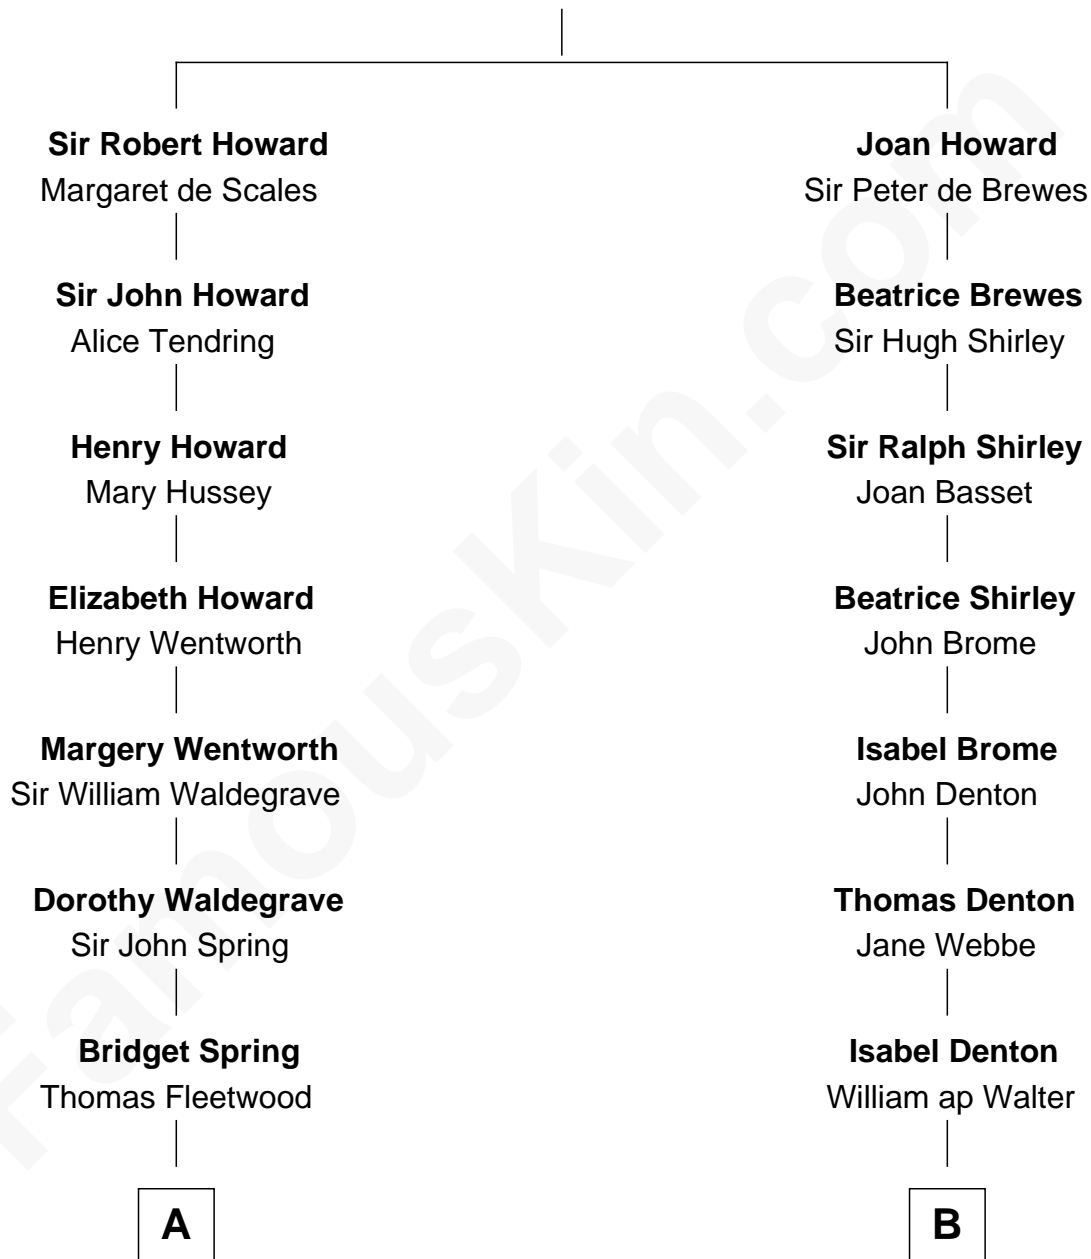 Sir Robert Howard
Margaret de Scales
Sir John Howard
Alice Tendring
Henry Howard
Mary Hussey
Elizabeth Howard
Henry Wentworth
Margery Wentworth
Sir William Waldegrave
Dorothy Waldegrave
Sir John Spring
Bridget Spring
Thomas Fleetwood
A
Joan Howard
Sir Peter de Brewes
Beatrice Brewes
Sir Hugh Shirley
Sir Ralph Shirley
Joan Basset
Beatrice Shirley
John Brome
Isabel Brome
John Denton
Thomas Denton
Jane Webbe
Isabel Denton
William ap Walter
B
FamousKin.com